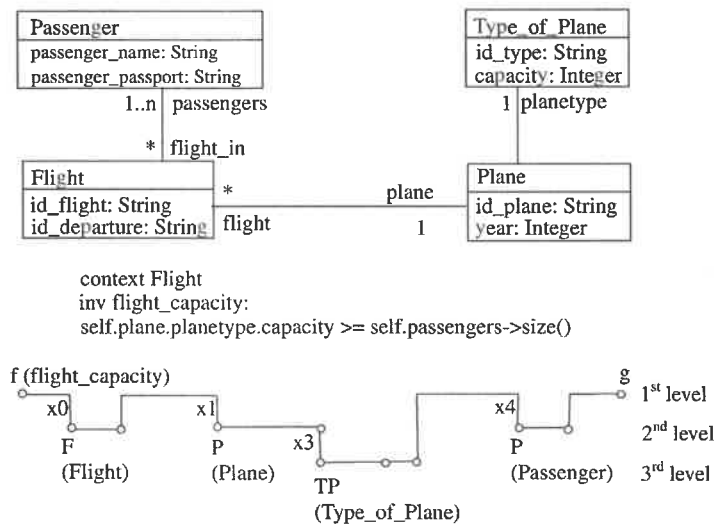 Passenger
passenger_name: String
passenger_passport: String
1..n passengers
* flight_in
Type_of_Plane
id_type: String
capacity: Integer
1 planetype
Flight
id_flight: String
id_departure: String
*
flight
plane
1
Plane
id_plane: String
year: Integer
context Flight
inv flight_capacity:
self.plane.planetype.capacity >= self.passengers->size()
f (flight_capacity)
g
1st level
x0
x1
x4
F
P
x3
P
2nd level
(Flight)
(Plane)
(Passenger)
3rd level
TP
(Type_of_Plane)